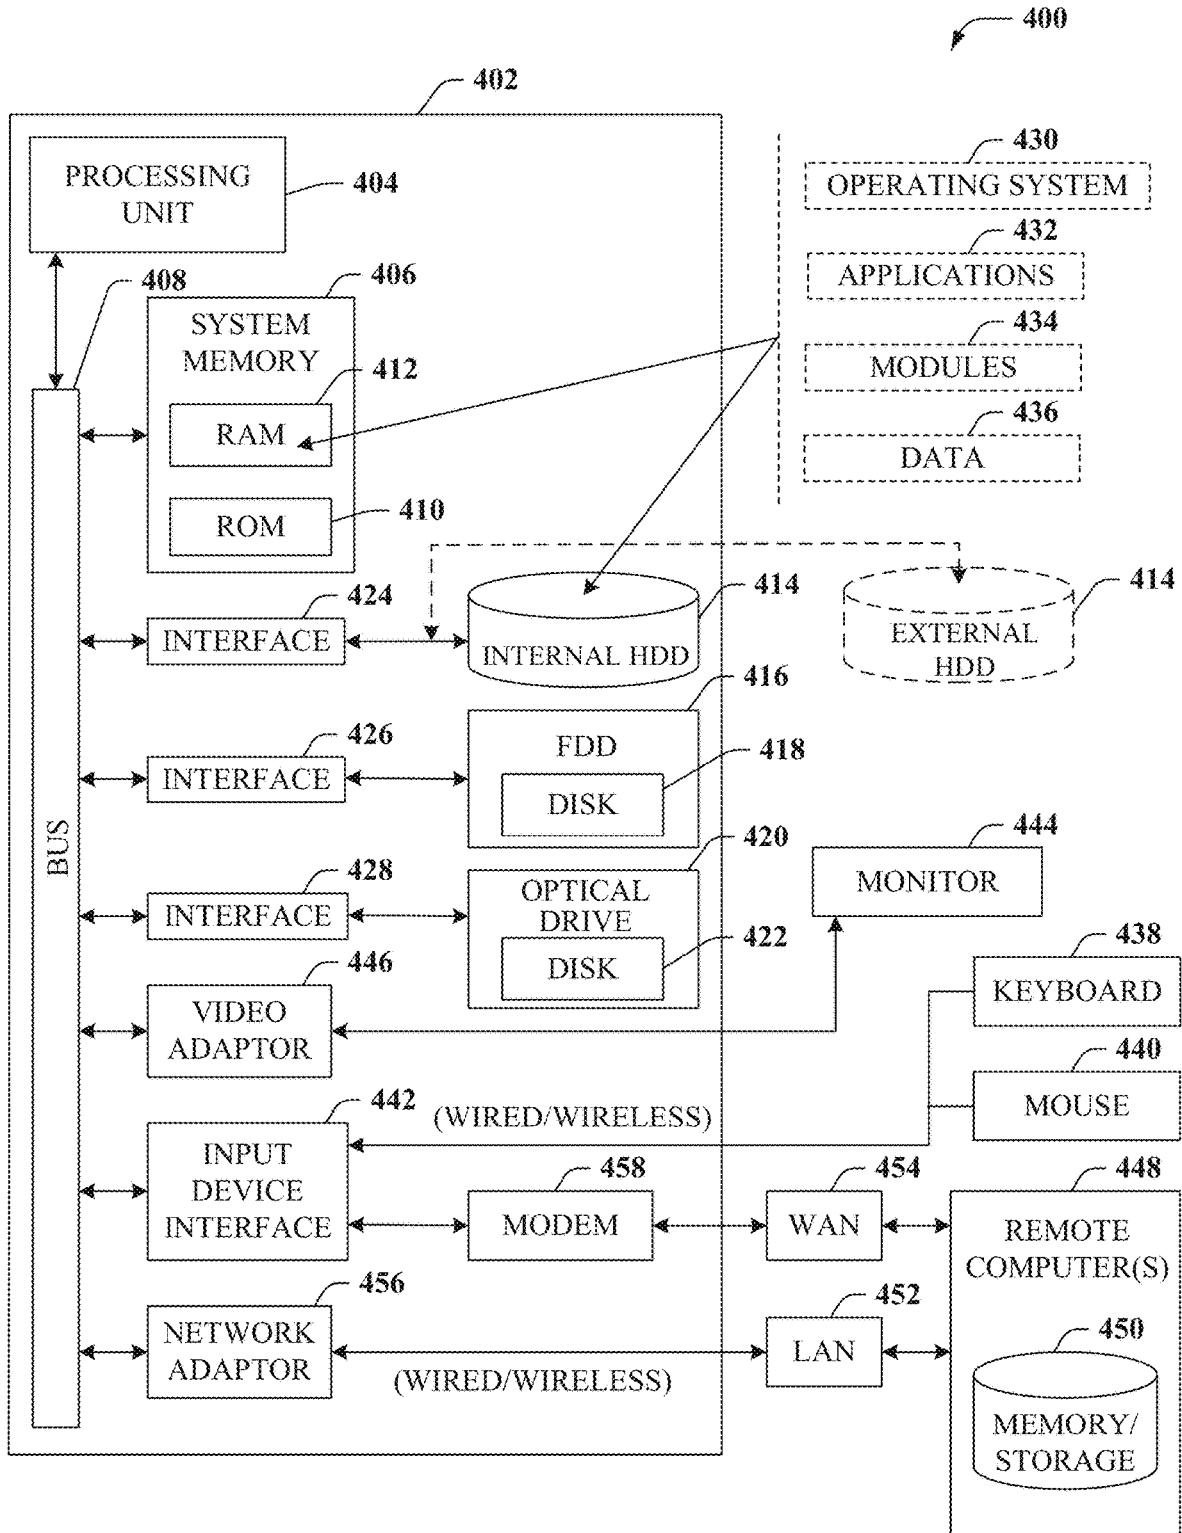 400
402
PROCESSING
UNIT
404
430
OPERATING SYSTEM
432
APPLICATIONS
434
MODULES
436
DATA
408
406
SYSTEM
MEMORY
412
RAM
410
ROM
424
INTERFACE
414
INTERNAL HDD
414
EXTERNAL
HDD
426
INTERFACE
416
FDD
418
DISK
BUS
428
INTERFACE
420
OPTICAL
DRIVE
422
DISK
444
MONITOR
446
VIDEO
ADAPTOR
438
KEYBOARD
440
MOUSE
442
INPUT
DEVICE
INTERFACE
(WIRED/WIRELESS)
458
MODEM
454
WAN
448
REMOTE
COMPUTER(S)
456
NETWORK
ADAPTOR
(WIRED/WIRELESS)
452
LAN
450
MEMORY/
STORAGE